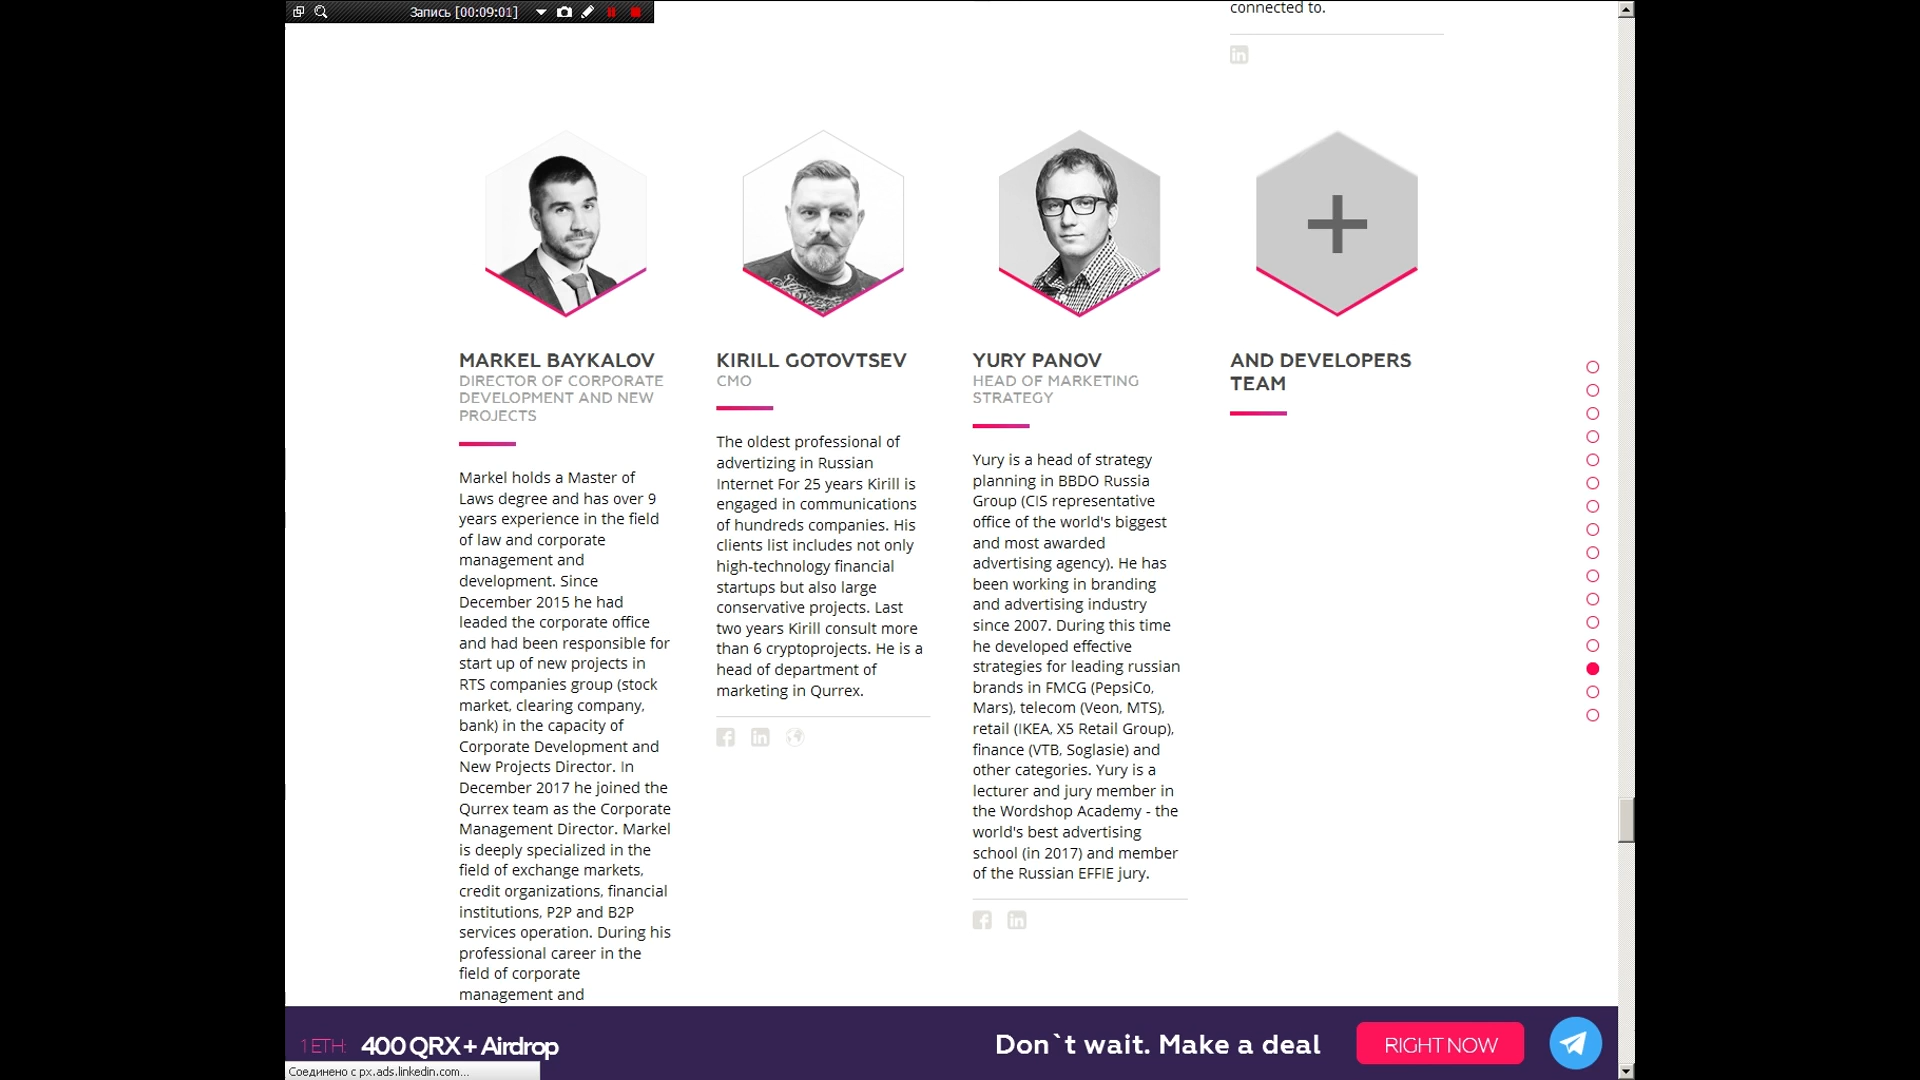 Запись [00:09:01]
connected to.
MARKEL BAYKALOV
DIRECTOR OF CORPORATE
DEVELOPMENT AND NEW
PROJECTS
Markel holds a Master of
Laws degree and has over 9
years experience in the field
of law and corporate
management and
development. Since
December 2015 he had
leaded the corporate office
and had been responsible for
start up of new projects in
RTS companies group (stock
market, clearing company,
bank) in the capacity of
Corporate Development and
New Projects Director. In
December 2017 he joined the
Qurrex team as the Corporate
Management Director. Markel
is deeply specialized in the
field of exchange markets,
credit organizations, financial
institutions, P2P and B2P
services operation. During his
professional career in the
field of corporate
management and
KIRILL GOTOVTSEV
CMO
The oldest professional of
advertizing in Russian
Internet For 25 years Kirill is
engaged in communications
of hundreds companies. His
clients list includes not only
high-technology financial
startups but also large
conservative projects. Last
two years Kirill consult more
than 6 cryptoprojects. He is a
head of department of
marketing in Qurrex.
YURY PANOV
HEAD OF MARKETING
STRATEGY
Yury is a head of strategy
planning in BBDO Russia
Group (CIS representative
office of the world's biggest
and most awarded
advertising agency). He has
been working in branding
and advertising industry
since 2007. During this time
he developed effective
strategies for leading russian
brands in FMCG (PepsiCo,
Mars), telecom (Veon, MTS),
retail (IKEA, X5 Retail Group),
finance (VTB, Soglasie) and
other categories. Yury is a
lecturer and jury member in
the Wordshop Academy - the
world's best advertising
school (in 2017) and member
of the Russian EFFIE jury.
AND DEVELOPERS
TEAM
1 ETH: 400 QRX + Airdrop
Don`t wait. Make a deal
RIGHT NOW
Соединено с px.ads.linkedin.com...